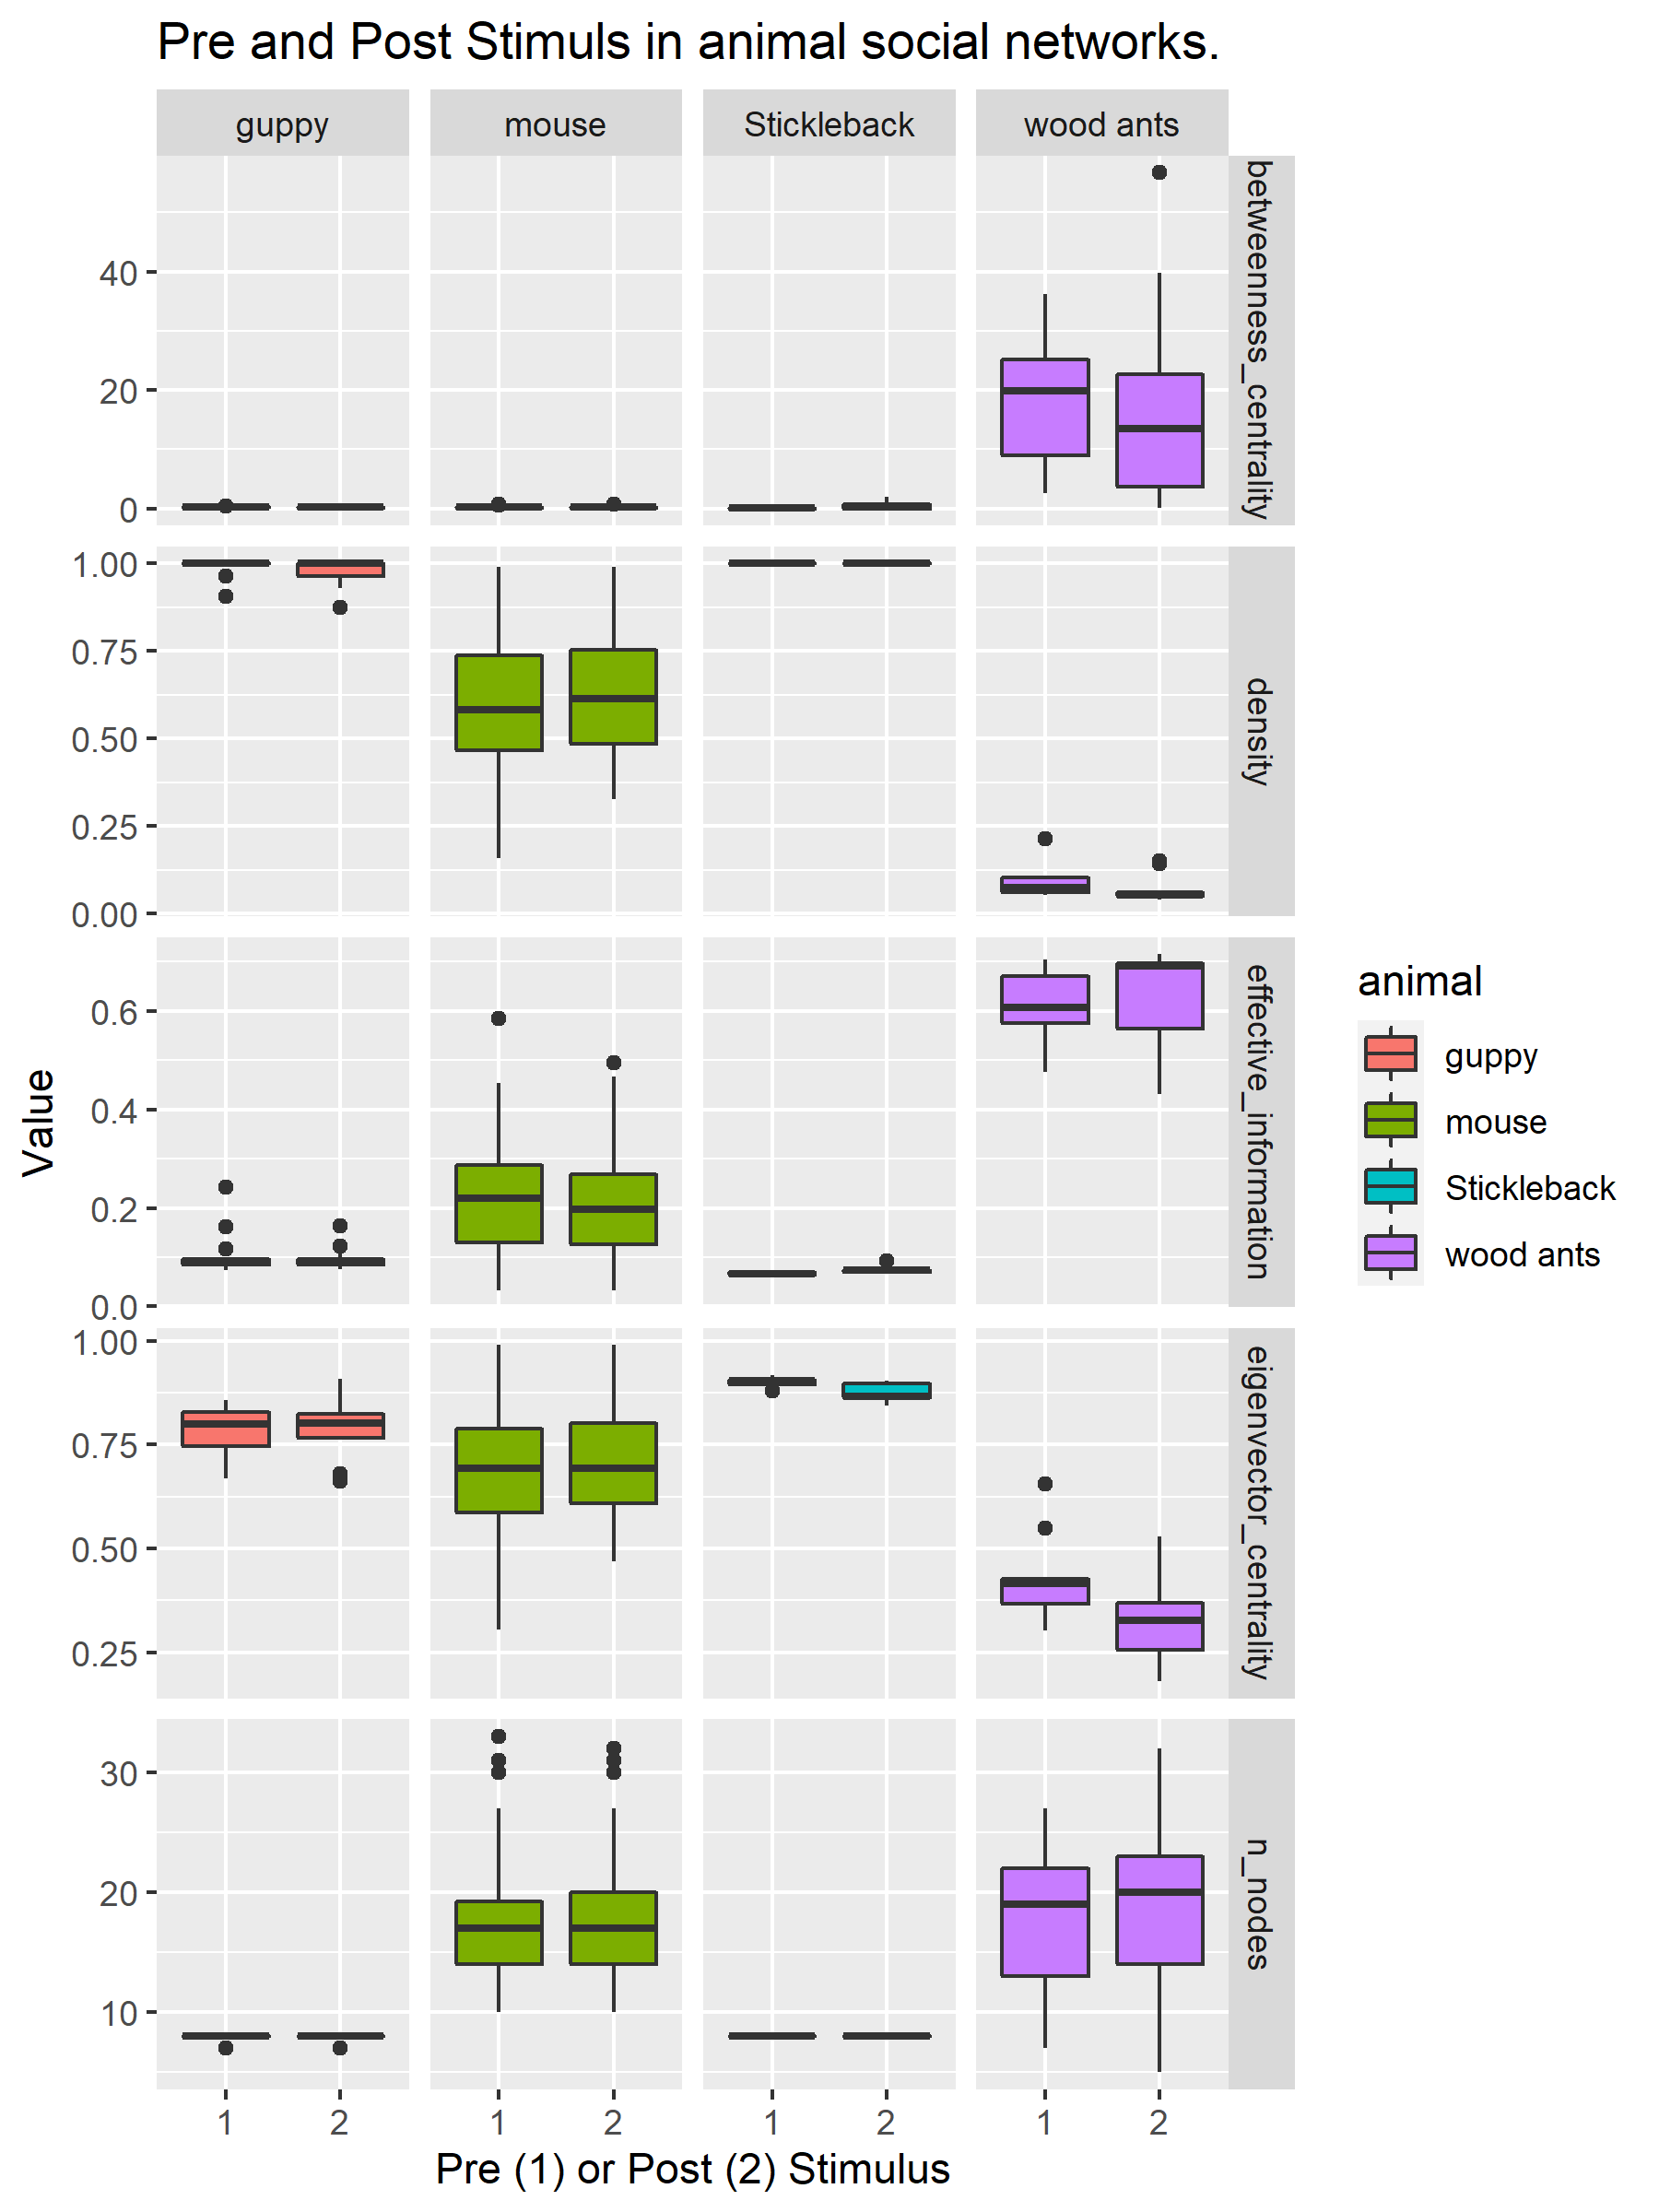 Pre and Post Stimuls in animal social networks.
guppy mouse Stickleback wood ants
betweenness_centrality
40
20
0
density
1.00
0.75
0.50
0.25
0.00
effective_information
0.6
0.4
0.2
0.0
eigenvector_centrality
1.00
0.75
0.50
0.25
n_nodes
30
20
10
Value
1 2 1 2 1 2 1 2
Pre (1) or Post (2) Stimulus
animal
guppy
mouse
Stickleback
wood ants